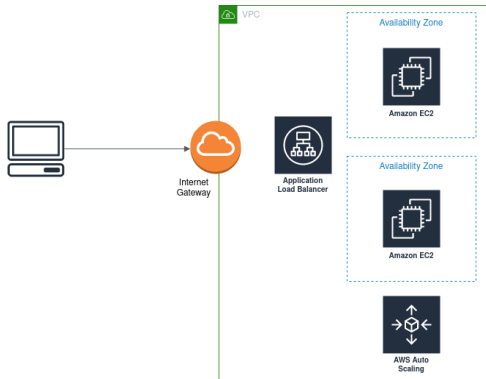 VPC
Availability Zone
Amazon EC2
Internet
Gateway
Application
Load Balancer
Availability Zone
Amazon EC2
AWS Auto
Scaling